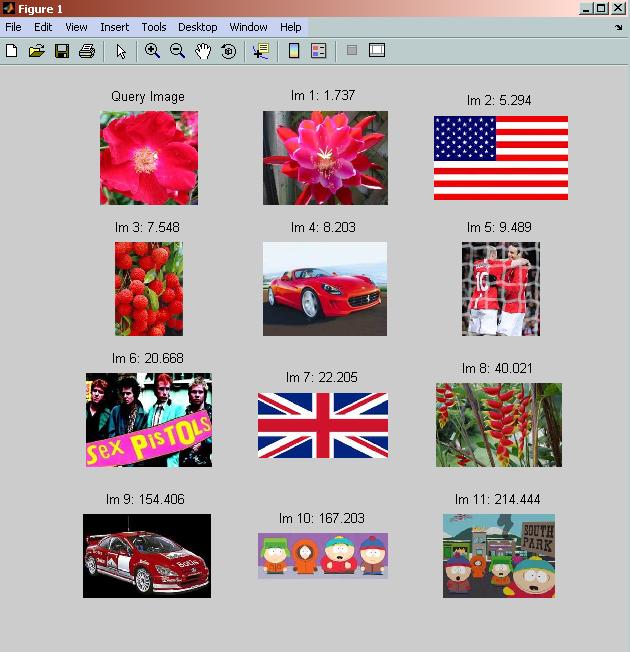 Figure 1
File Edit View Insert Tools Desktop Window Help
Query Image
Im 1: 1.737
Im 2: 5.294
Im 3: 7.548
Im 4: 8.203
Im 5: 9.489
10
Im 6: 20.668
Im 7: 22.205
Im 8: 40.021
Sex PiSTOLS
Im 9: 154.406
Im 10: 167.203
Im 11: 214.444
SOUTH
PARK